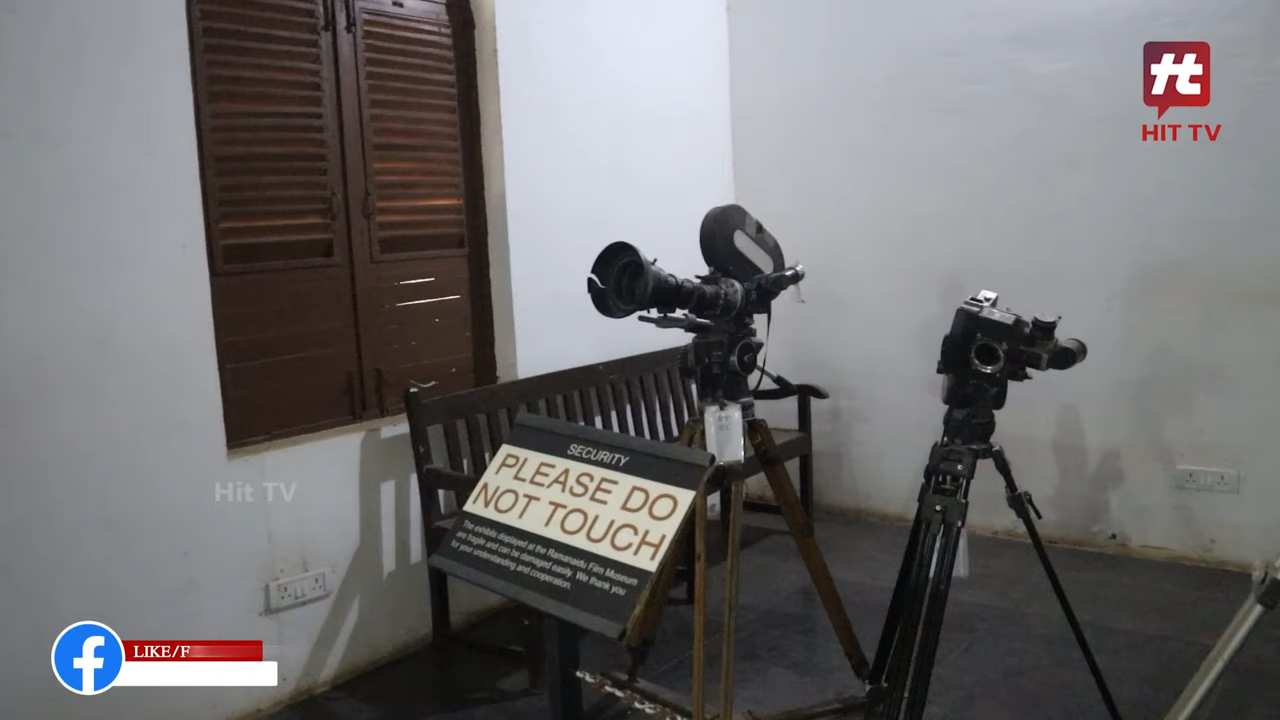 HIT TV
SECURITY
PLEASE DO
NOT TOUCH
The exhibits displayed at the Ramanaidu Film Museum
are fragile and can be damaged easily. We thank you
for your understanding and cooperation.
Hit TV
LIKE/F